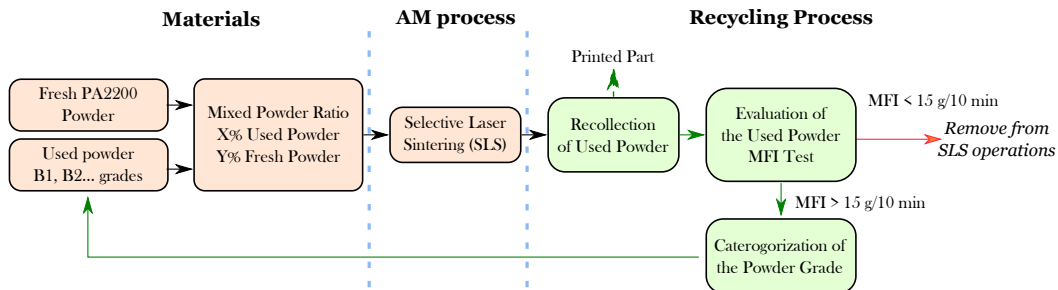 Materials
AM process
Recycling Process
Fresh PA2200
Powder
Used powder
B1, B2... grades
Mixed Powder Ratio
X% Used Powder
Y% Fresh Powder
Selective Laser
Sintering (SLS)
Printed Part
Recollection
of Used Powder
Evaluation of
the Used Powder
MFI Test
MFI < 15 g/10 min
Remove from
SLS operations
MFI > 15 g/10 min
Caterogorization of
the Powder Grade